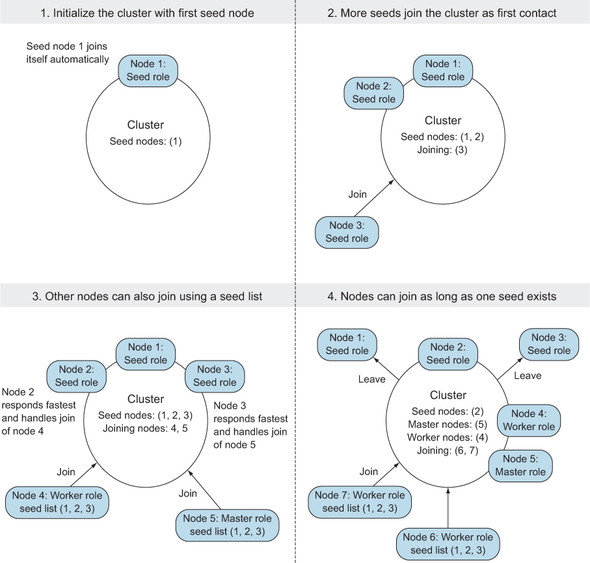 1. Initialize the cluster with first seed node
Seed node 1 joins
itself automatically
Node 1:
Seed role
Cluster
Seed nodes: (1)
2. More seeds join the cluster as first contact
Node 1:
Seed role
Node 2:
Seed role
Cluster
Seed nodes: (1, 2)
Joining: (3)
Join
Node 3:
Seed role
3. Other nodes can also join using a seed list
Node 1:
Seed role
Node 2:
Seed role
Node 3:
Seed role
Node 2
responds fastest
and handles join
of node 4
Cluster
Seed nodes: (1, 2, 3)
Joining nodes: 4, 5
Node 3
responds fastest
and handles join
of node 5
Join
Node 4: Worker role
seed list (1, 2, 3)
Join
Node 5: Master role
seed list (1, 2, 3)
4. Nodes can join as long as one seed exists
Node 1:
Seed role
Node 2:
Seed role
Node 3:
Seed role
Leave
Leave
Cluster
Seed nodes: (2)
Master nodes: (5)
Worker nodes: (4)
Joining: (6, 7)
Node 4:
Worker role
Node 5:
Master role
Join
Node 7: Worker role
seed list (1, 2, 3)
Node 6: Worker role
seed list (1, 2, 3)